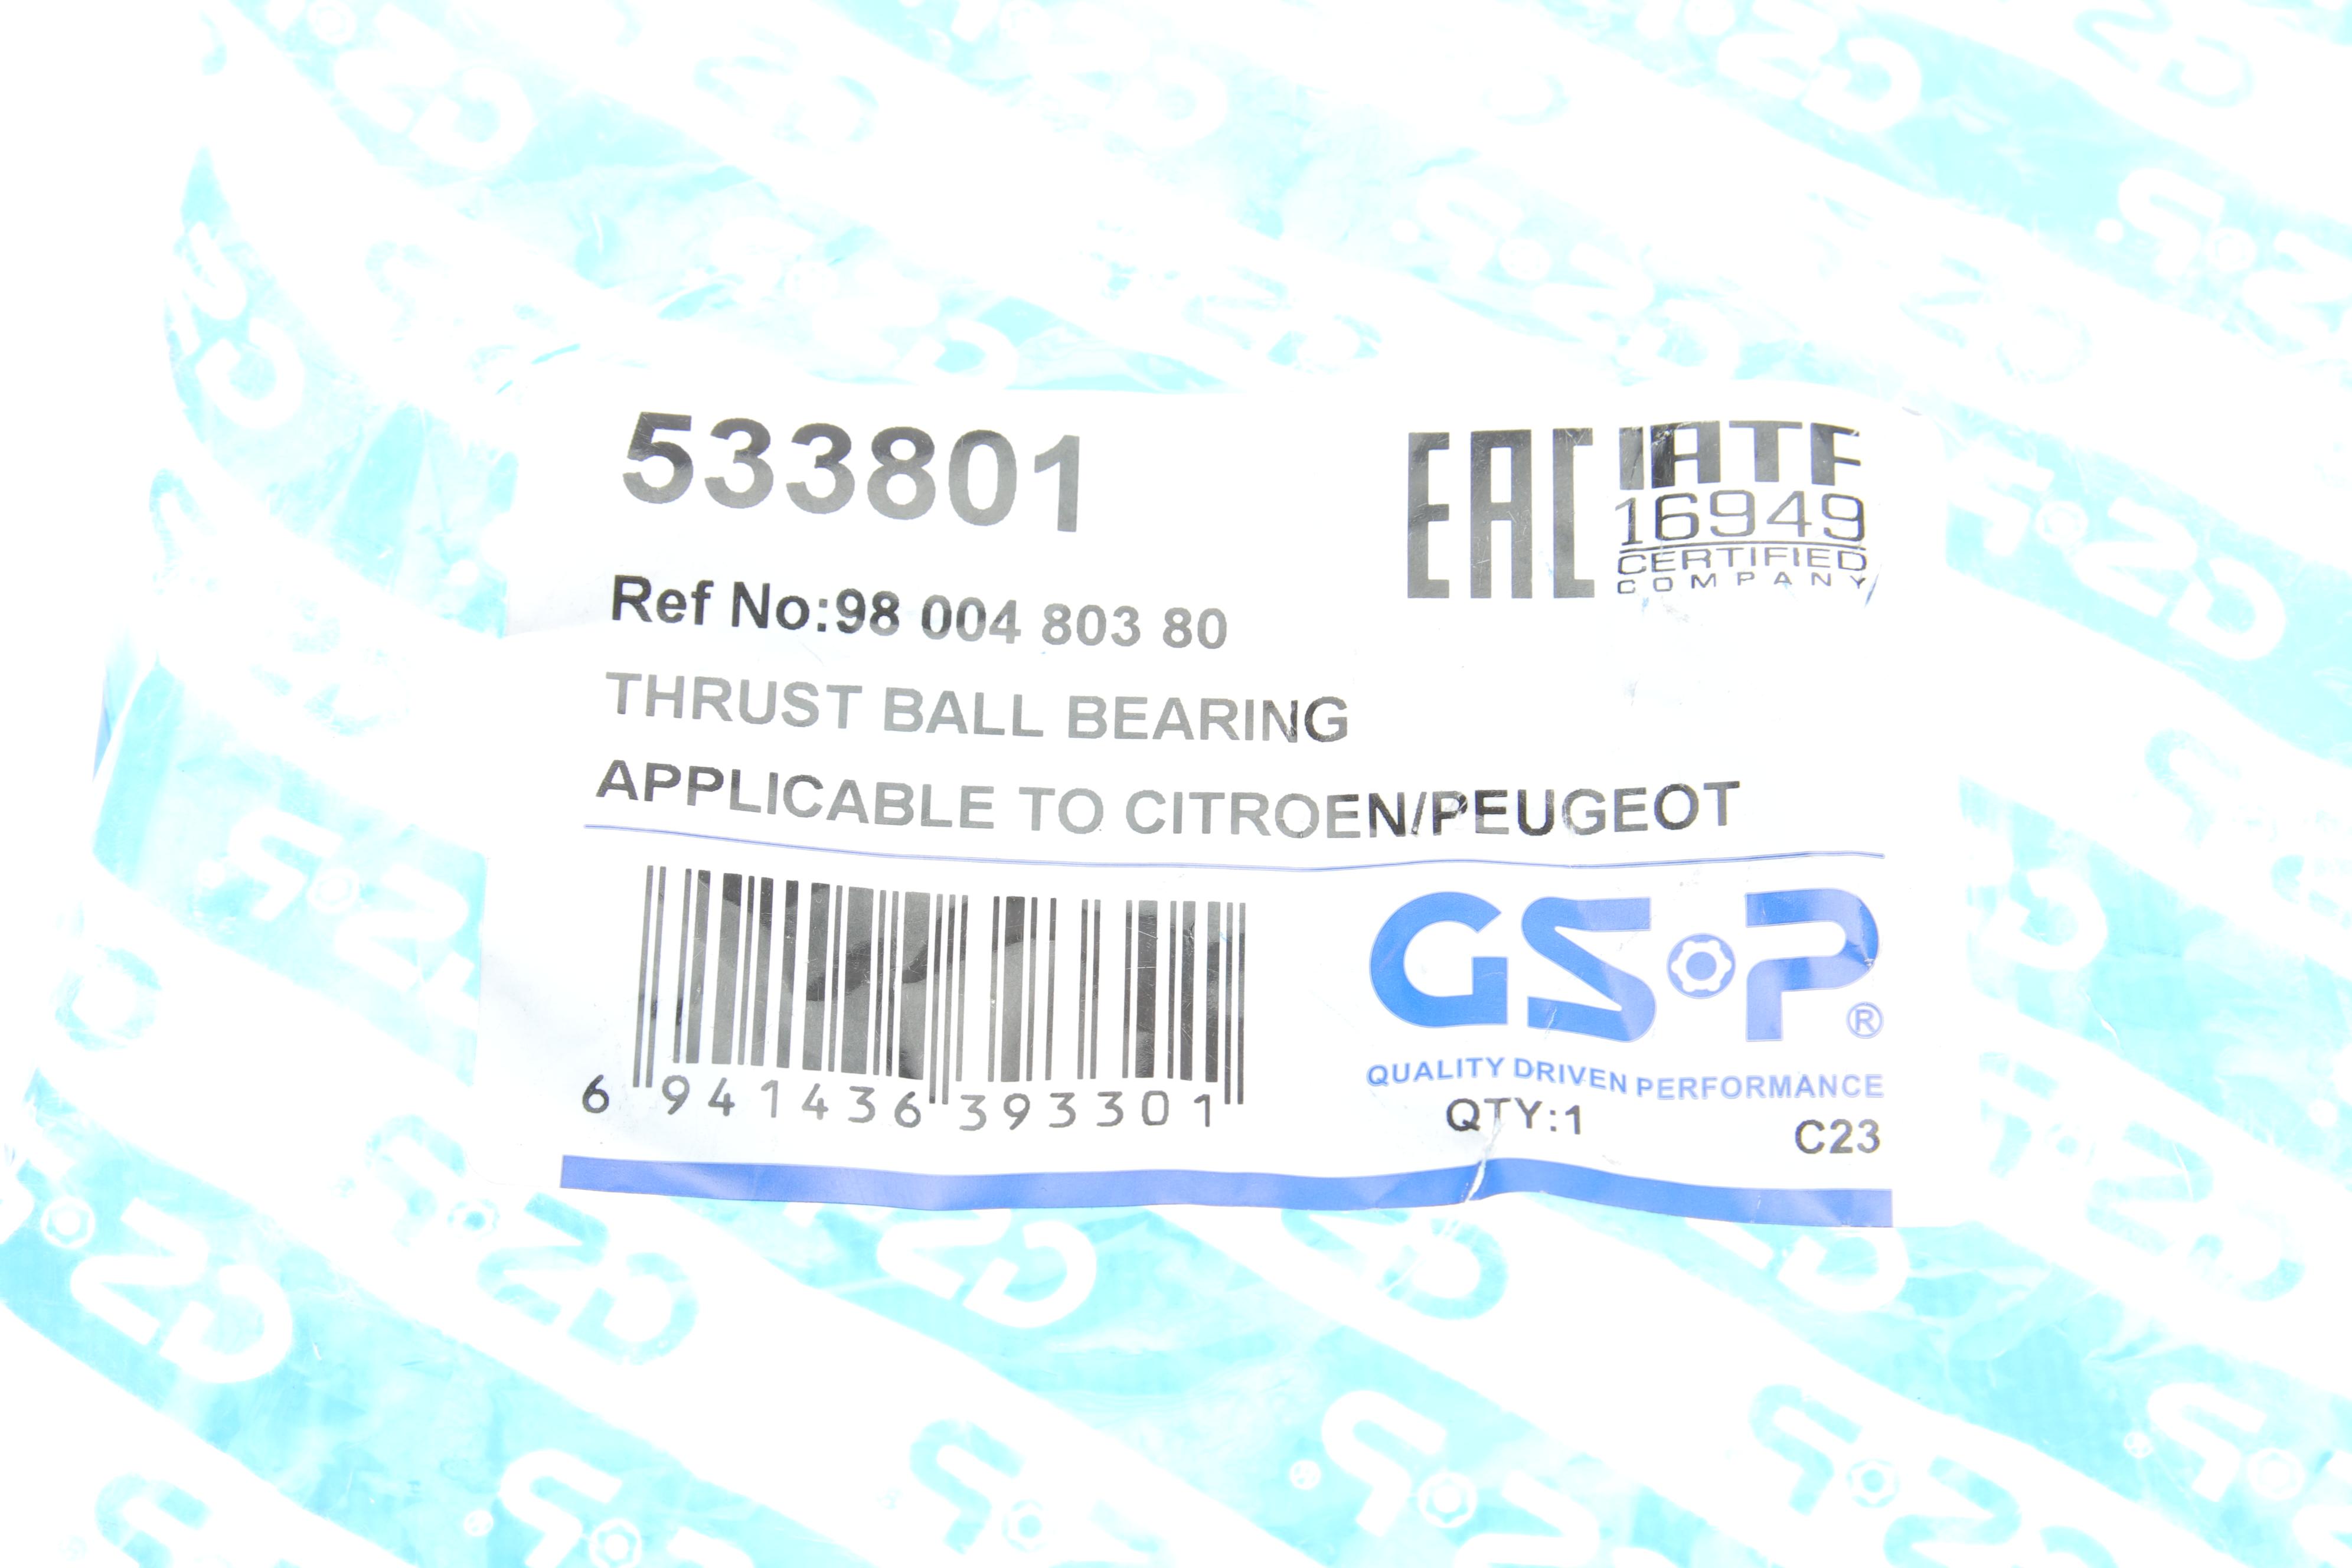 533801
EAC
IATF
16949
CERTIFIED
COMPANY
Ref No:98 004 803 80
THRUST BALL BEARING
APPLICABLE TO CITROEN/PEUGEOT
GSP®
QUALITY DRIVEN PERFORMANCE
6 941436 393301
QTY:1
C23